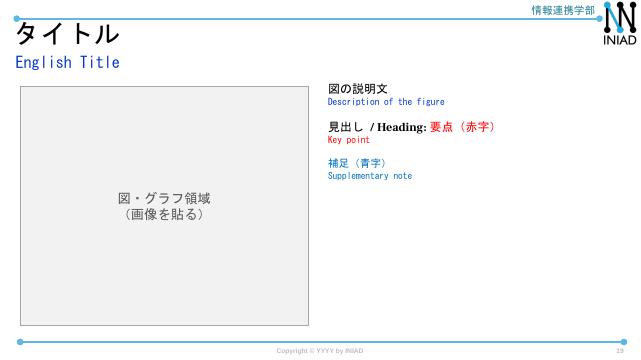 情報連携学部
INIAD
タイトル
English Title
図の説明文
Description of the figure
見出し / Heading: 要点（赤字）
Key point
補足（青字）
Supplementary note
図・グラフ領域
（画像を貼る）
Copyright © YYYY by INIAD
19